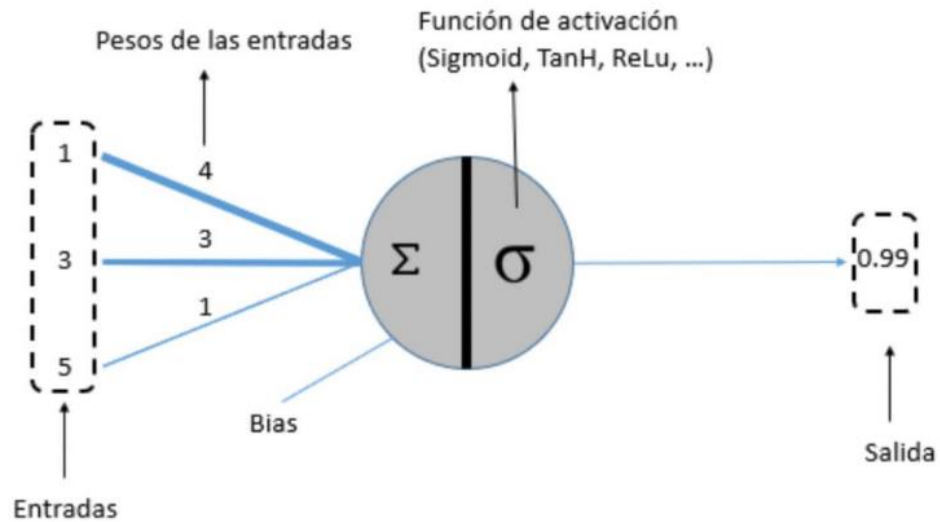 Función de activación
(Sigmoid, TanH, ReLu, ...)
Pesos de las entradas
1
4
3
3
1
5
Σ
σ
0.99
Bias
Salida
Entradas